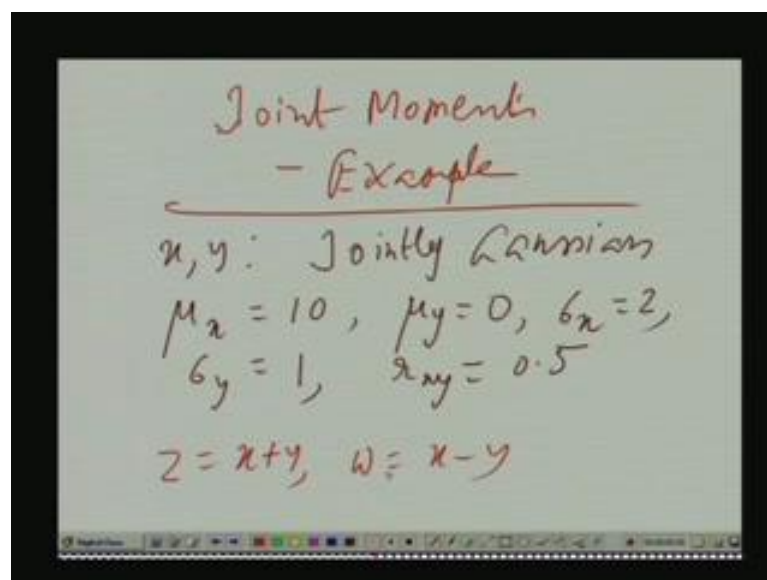 Joint Moments
- Example
x, y : Jointly Gaussian
μx = 10, μy = 0, σx = 2,
σy = 1, rxy = 0.5
z = x+y, w = x-y